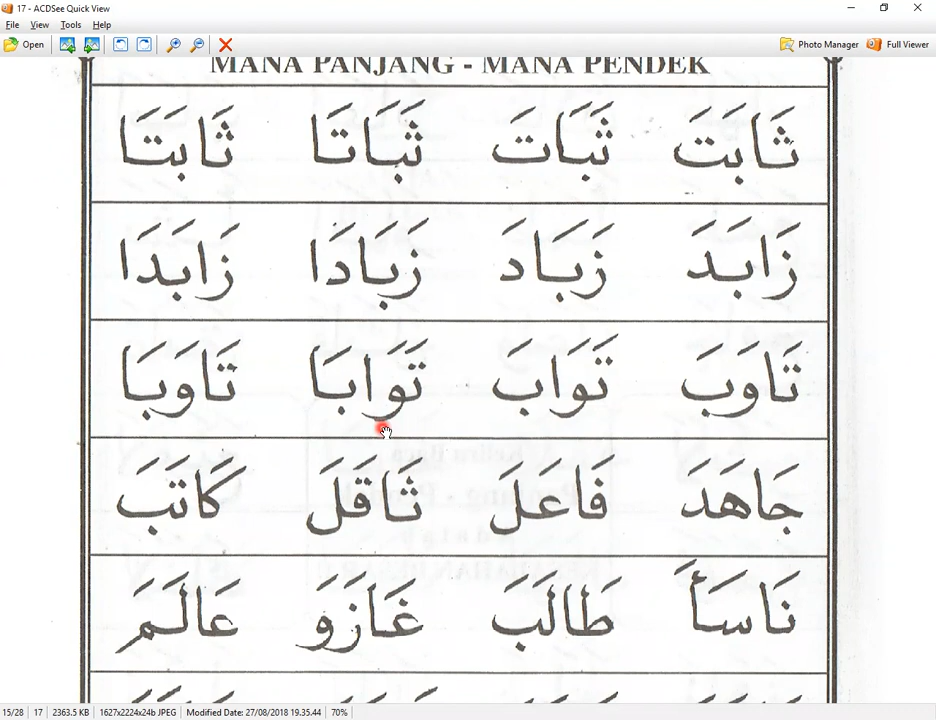 17 - ACDSee Quick View
File View Tools Help
Open Photo Manager Full Viewer
MANA PANJANG - MANA PENDEK
ثَابَتَ ثَبَاتَ ثَبَاتَا ثَابَتَا
زَابَدَ زَبَادَ زَبَادَا زَابَدَا
تَاوَبَ تَوَابَ تَوَابَا تَاوَبَا
جَاهَدَ فَاعَلَ ثَاقَلَ كَاتَبَ
نَاسَأَ طَالَبَ غَازَوَ عَالَمَ
15/28 17 2363.5 KB 1627x2224x24b JPEG Modified Date: 27/08/2018 19.35.44 70%